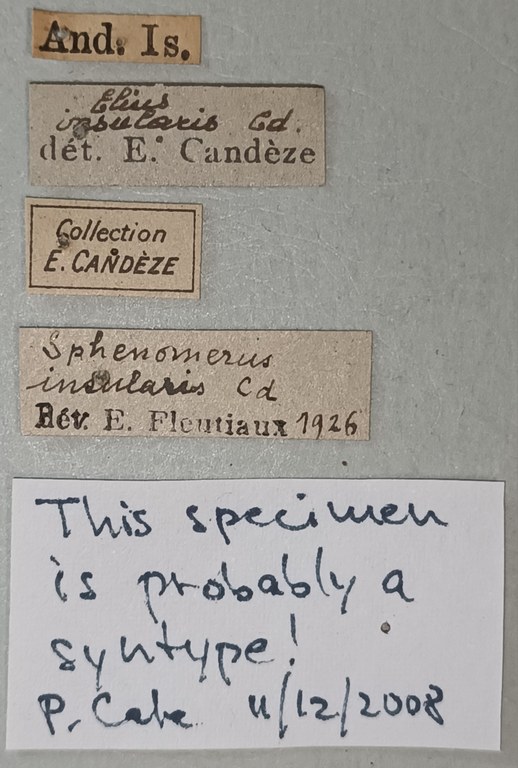 And. Is.
Elius
insularis Cd.
dét. E. Candèze
Collection
E. CANDÈZE
Sphenomerus
insularis Cd
Rév. E. Fleutiaux 1926
This specimen
is probably a
syntype!
P. Cate 11/12/2008